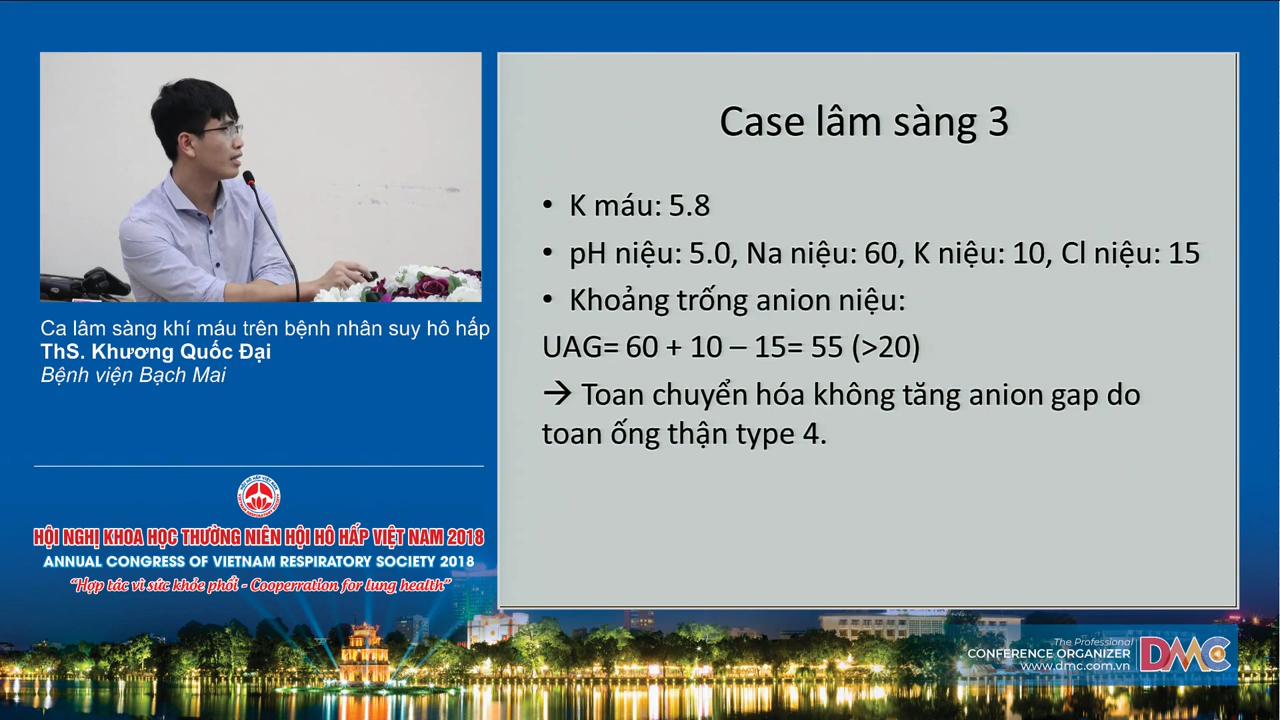 Case lâm sàng 3
• K máu: 5.8
• pH niệu: 5.0, Na niệu: 60, K niệu: 10, Cl niệu: 15
• Khoảng trống anion niệu:
UAG= 60 + 10 – 15= 55 (>20)
→ Toan chuyển hóa không tăng anion gap do
toan ống thận type 4.
Ca lâm sàng khí máu trên bệnh nhân suy hô hấp
ThS. Khương Quốc Đại
Bệnh viện Bạch Mai
HỘI NGHỊ KHOA HỌC THƯỜNG NIÊN HỘI HÔ HẤP VIỆT NAM 2018
ANNUAL CONGRESS OF VIETNAM RESPIRATORY SOCIETY 2018
“Hợp tác vì sức khỏe phổi - Cooperration for lung health”
The Professional
CONFERENCE ORGANIZER
www.dmc.com.vn
DMC